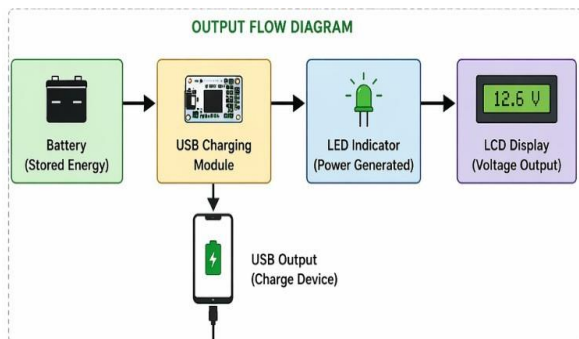 OUTPUT FLOW DIAGRAM
Battery
(Stored Energy)
USB Charging
Module
LED Indicator
(Power Generated)
12.6 V
LCD Display
(Voltage Output)
USB Output
(Charge Device)